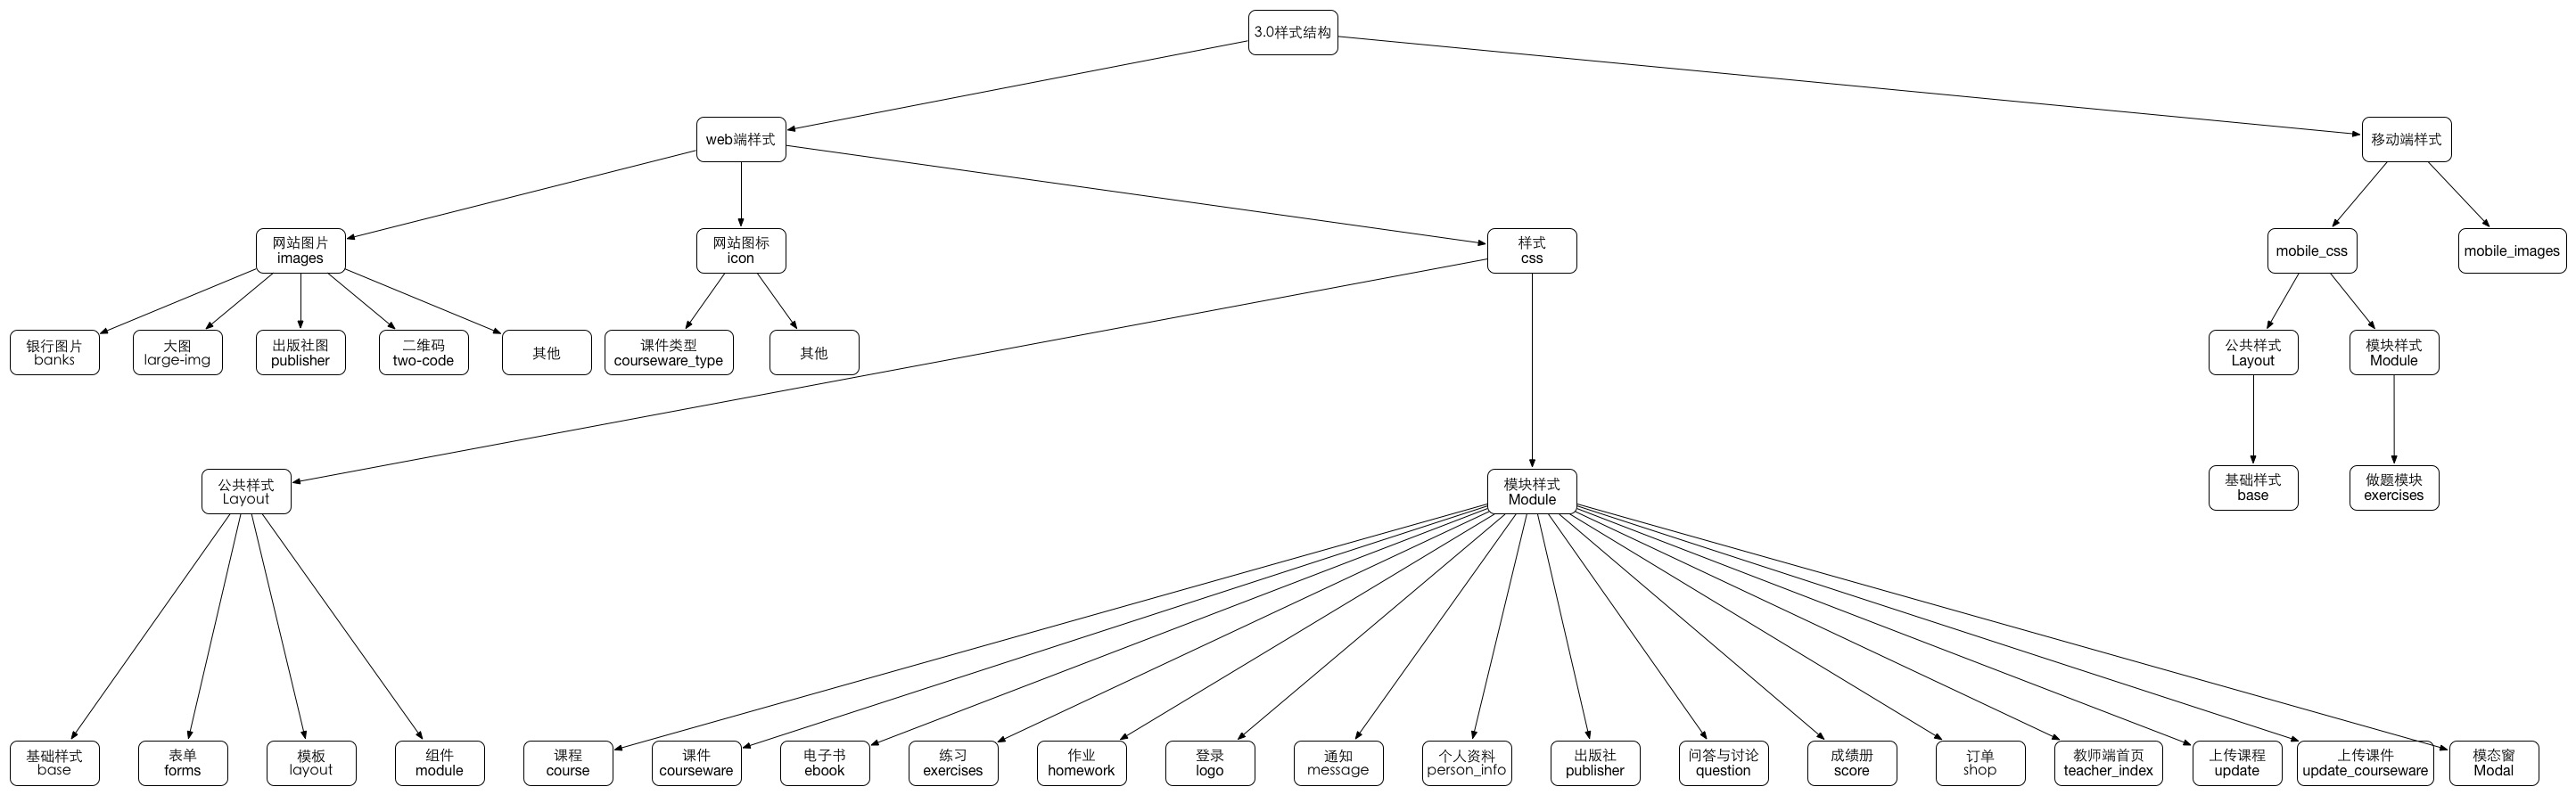 3.0样式结构
web端样式
移动端样式
网站图片
images
网站图标
icon
样式
css
mobile_css
mobile_images
银行图片
banks
大图
large-img
出版社图
publisher
二维码
two-code
其他
课件类型
courseware_type
其他
公共样式
Layout
模块样式
Module
公共样式
Layout
模块样式
Module
基础样式
base
做题模块
exercises
基础样式
base
表单
forms
模板
layout
组件
module
课程
course
课件
courseware
电子书
ebook
练习
exercises
作业
homework
登录
logo
通知
message
个人资料
person_info
出版社
publisher
问答与讨论
question
成绩册
score
订单
shop
教师端首页
teacher_index
上传课程
update
上传课件
update_courseware
模态窗
Modal